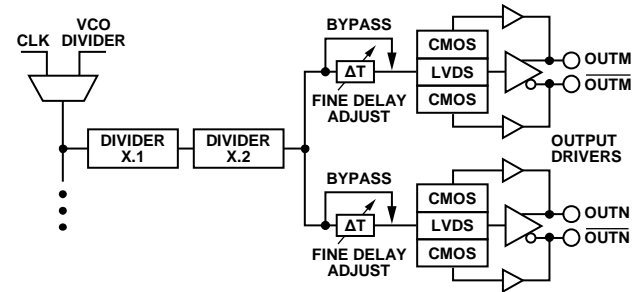 VCO
CLK DIVIDER
DIVIDER
X.1
DIVIDER
X.2
BYPASS
ΔT
FINE DELAY
ADJUST
CMOS
LVDS
CMOS
OUTM
OUTM
OUTPUT
DRIVERS
BYPASS
ΔT
FINE DELAY
ADJUST
CMOS
LVDS
CMOS
OUTN
OUTN